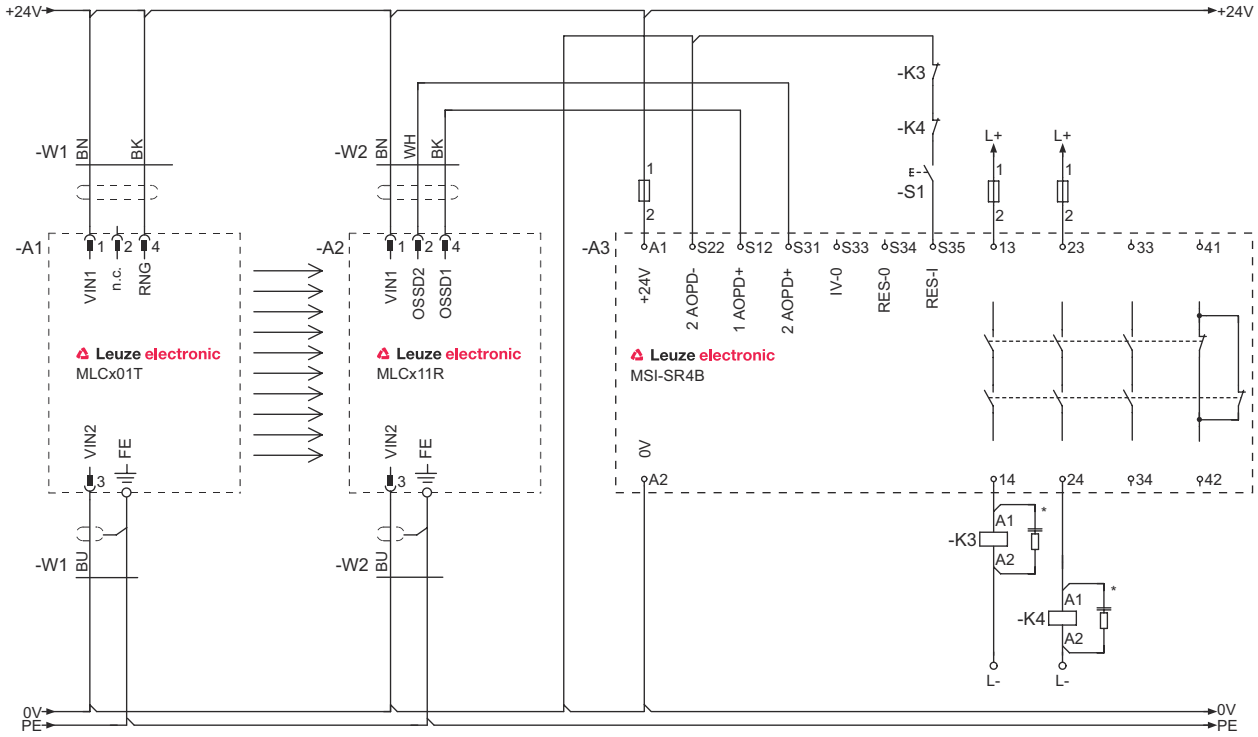 +24V +24V
-K3
-W1 BN BK -W2 BN WH BK -K4 L+ L+
E -S1
1 2 1 2 1 2
-A1 1 2 4 -A2 1 2 4 -A3 A1 S22 S12 S31 S33 S34 S35 13 23 33 41
VIN1 n.c. RNG VIN1 OSSD2 OSSD1 +24V 2 AOPD- 1 AOPD+ 2 AOPD+ IV-0 RES-0 RES-I
Leuze electronic Leuze electronic Leuze electronic
MLCx01T MLCx11R MSI-SR4B
VIN2 FE VIN2 FE 0V
3 3 A2 14 24 34 42
-K3 A1 A2 *
-W1 BU -W2 BU
-K4 A1 A2 *
L- L-
0V 0V
PE PE